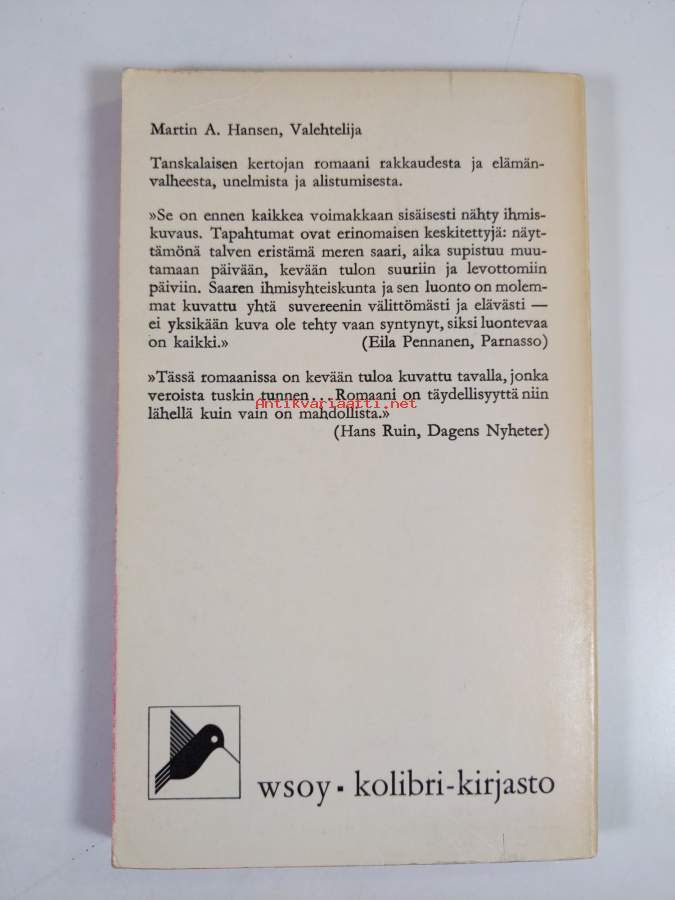 Martin A. Hansen, Valehtelija
Tanskalaisen kertojan romaani rakkaudesta ja elämän-
valheesta, unelmista ja alistumisesta.
»Se on ennen kaikkea voimakkaan sisäisesti nähty ihmis-
kuvaus. Tapahtumat ovat erinomaisen keskitettyjä: näyt-
tämönä talven eristämä meren saari, aika supistuu muu-
tamaan päivään, kevään tulon suuriin ja levottomiin
päiviin. Saaren ihmisyhteiskunta ja sen luonto on molem-
mat kuvattu yhtä suvereenin välittömästi ja elävästi —
ei yksikään kuva ole tehty vaan syntynyt, siksi luontevaa
on kaikki.» (Eila Pennanen, Parnasso)
»Tässä romaanissa on kevään tuloa kuvattu tavalla, jonka
veroista tuskin tunnen... Romaani on täydellisyyttä niin
Antikvariaatti.net
lähellä kuin vain on mahdollista.»
(Hans Ruin, Dagens Nyheter)
wsoy ▪ kolibri-kirjasto